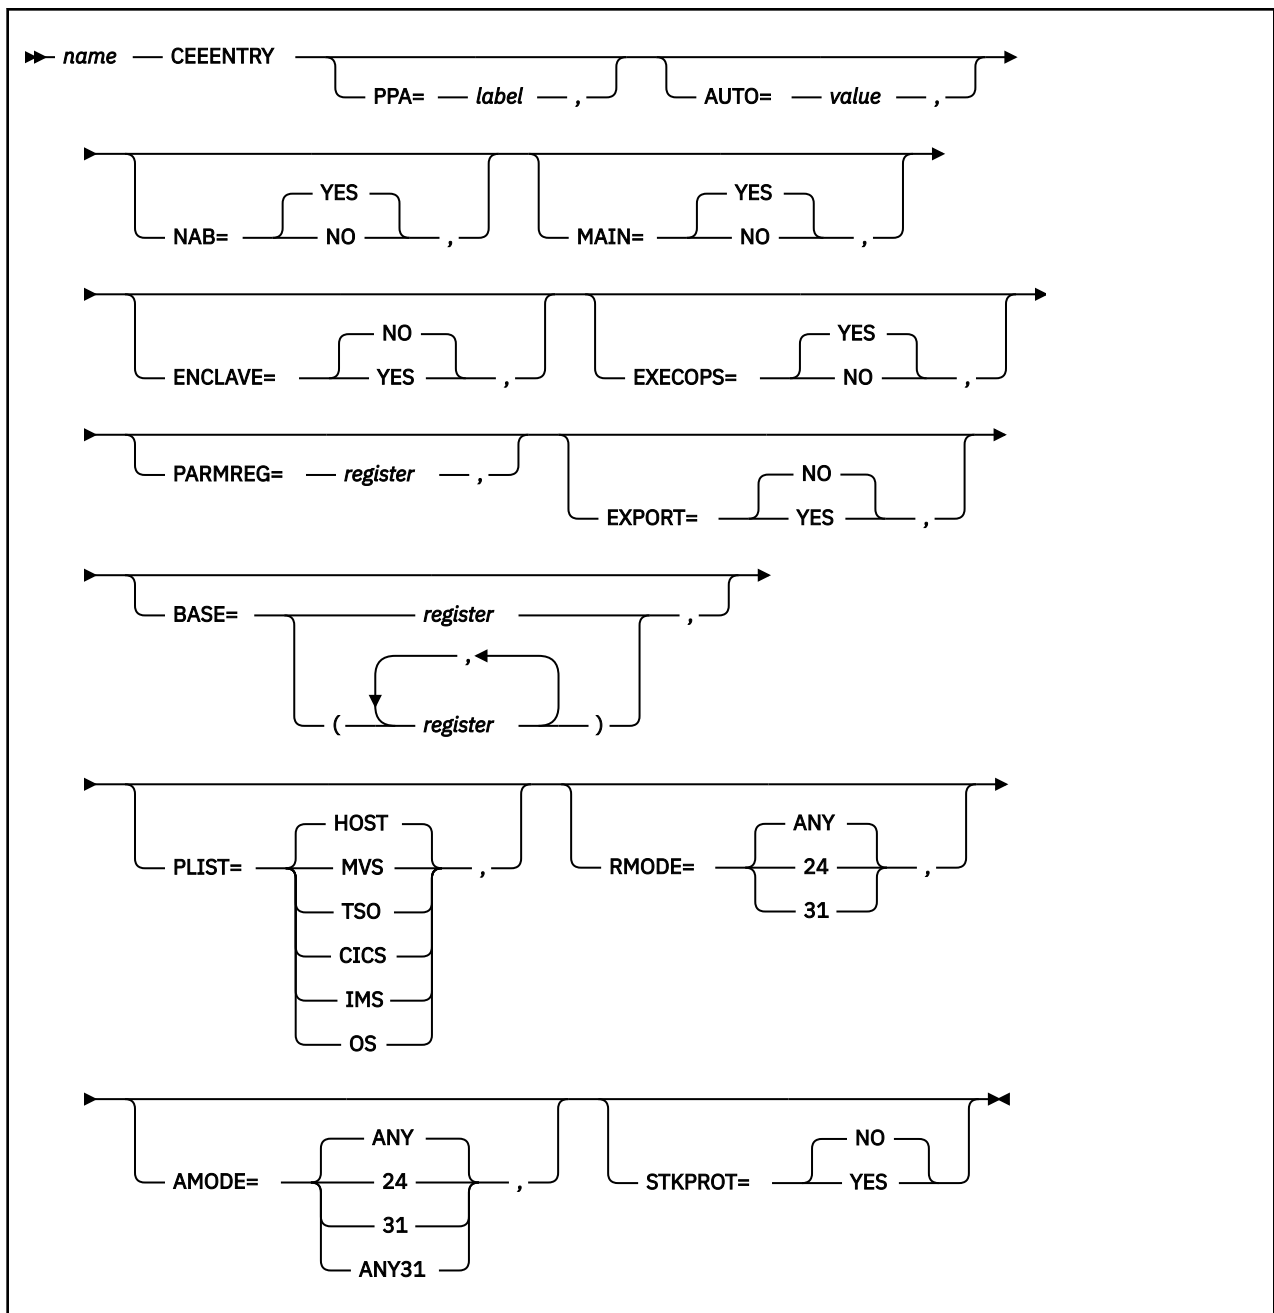 name CEEENTRY
PPA= label , AUTO= value ,
YES YES
NAB= NO , MAIN= NO ,
NO YES
ENCLAVE= YES , EXECOPS= NO ,
NO
PARMREG= register ,
EXPORT= YES ,
BASE= register ,
,
( register )
HOST ANY
PLIST= MVS , RMODE= 24 ,
TSO 31
CICS
IMS
OS
ANY NO
AMODE= 24 , STKPROT= YES
31
ANY31